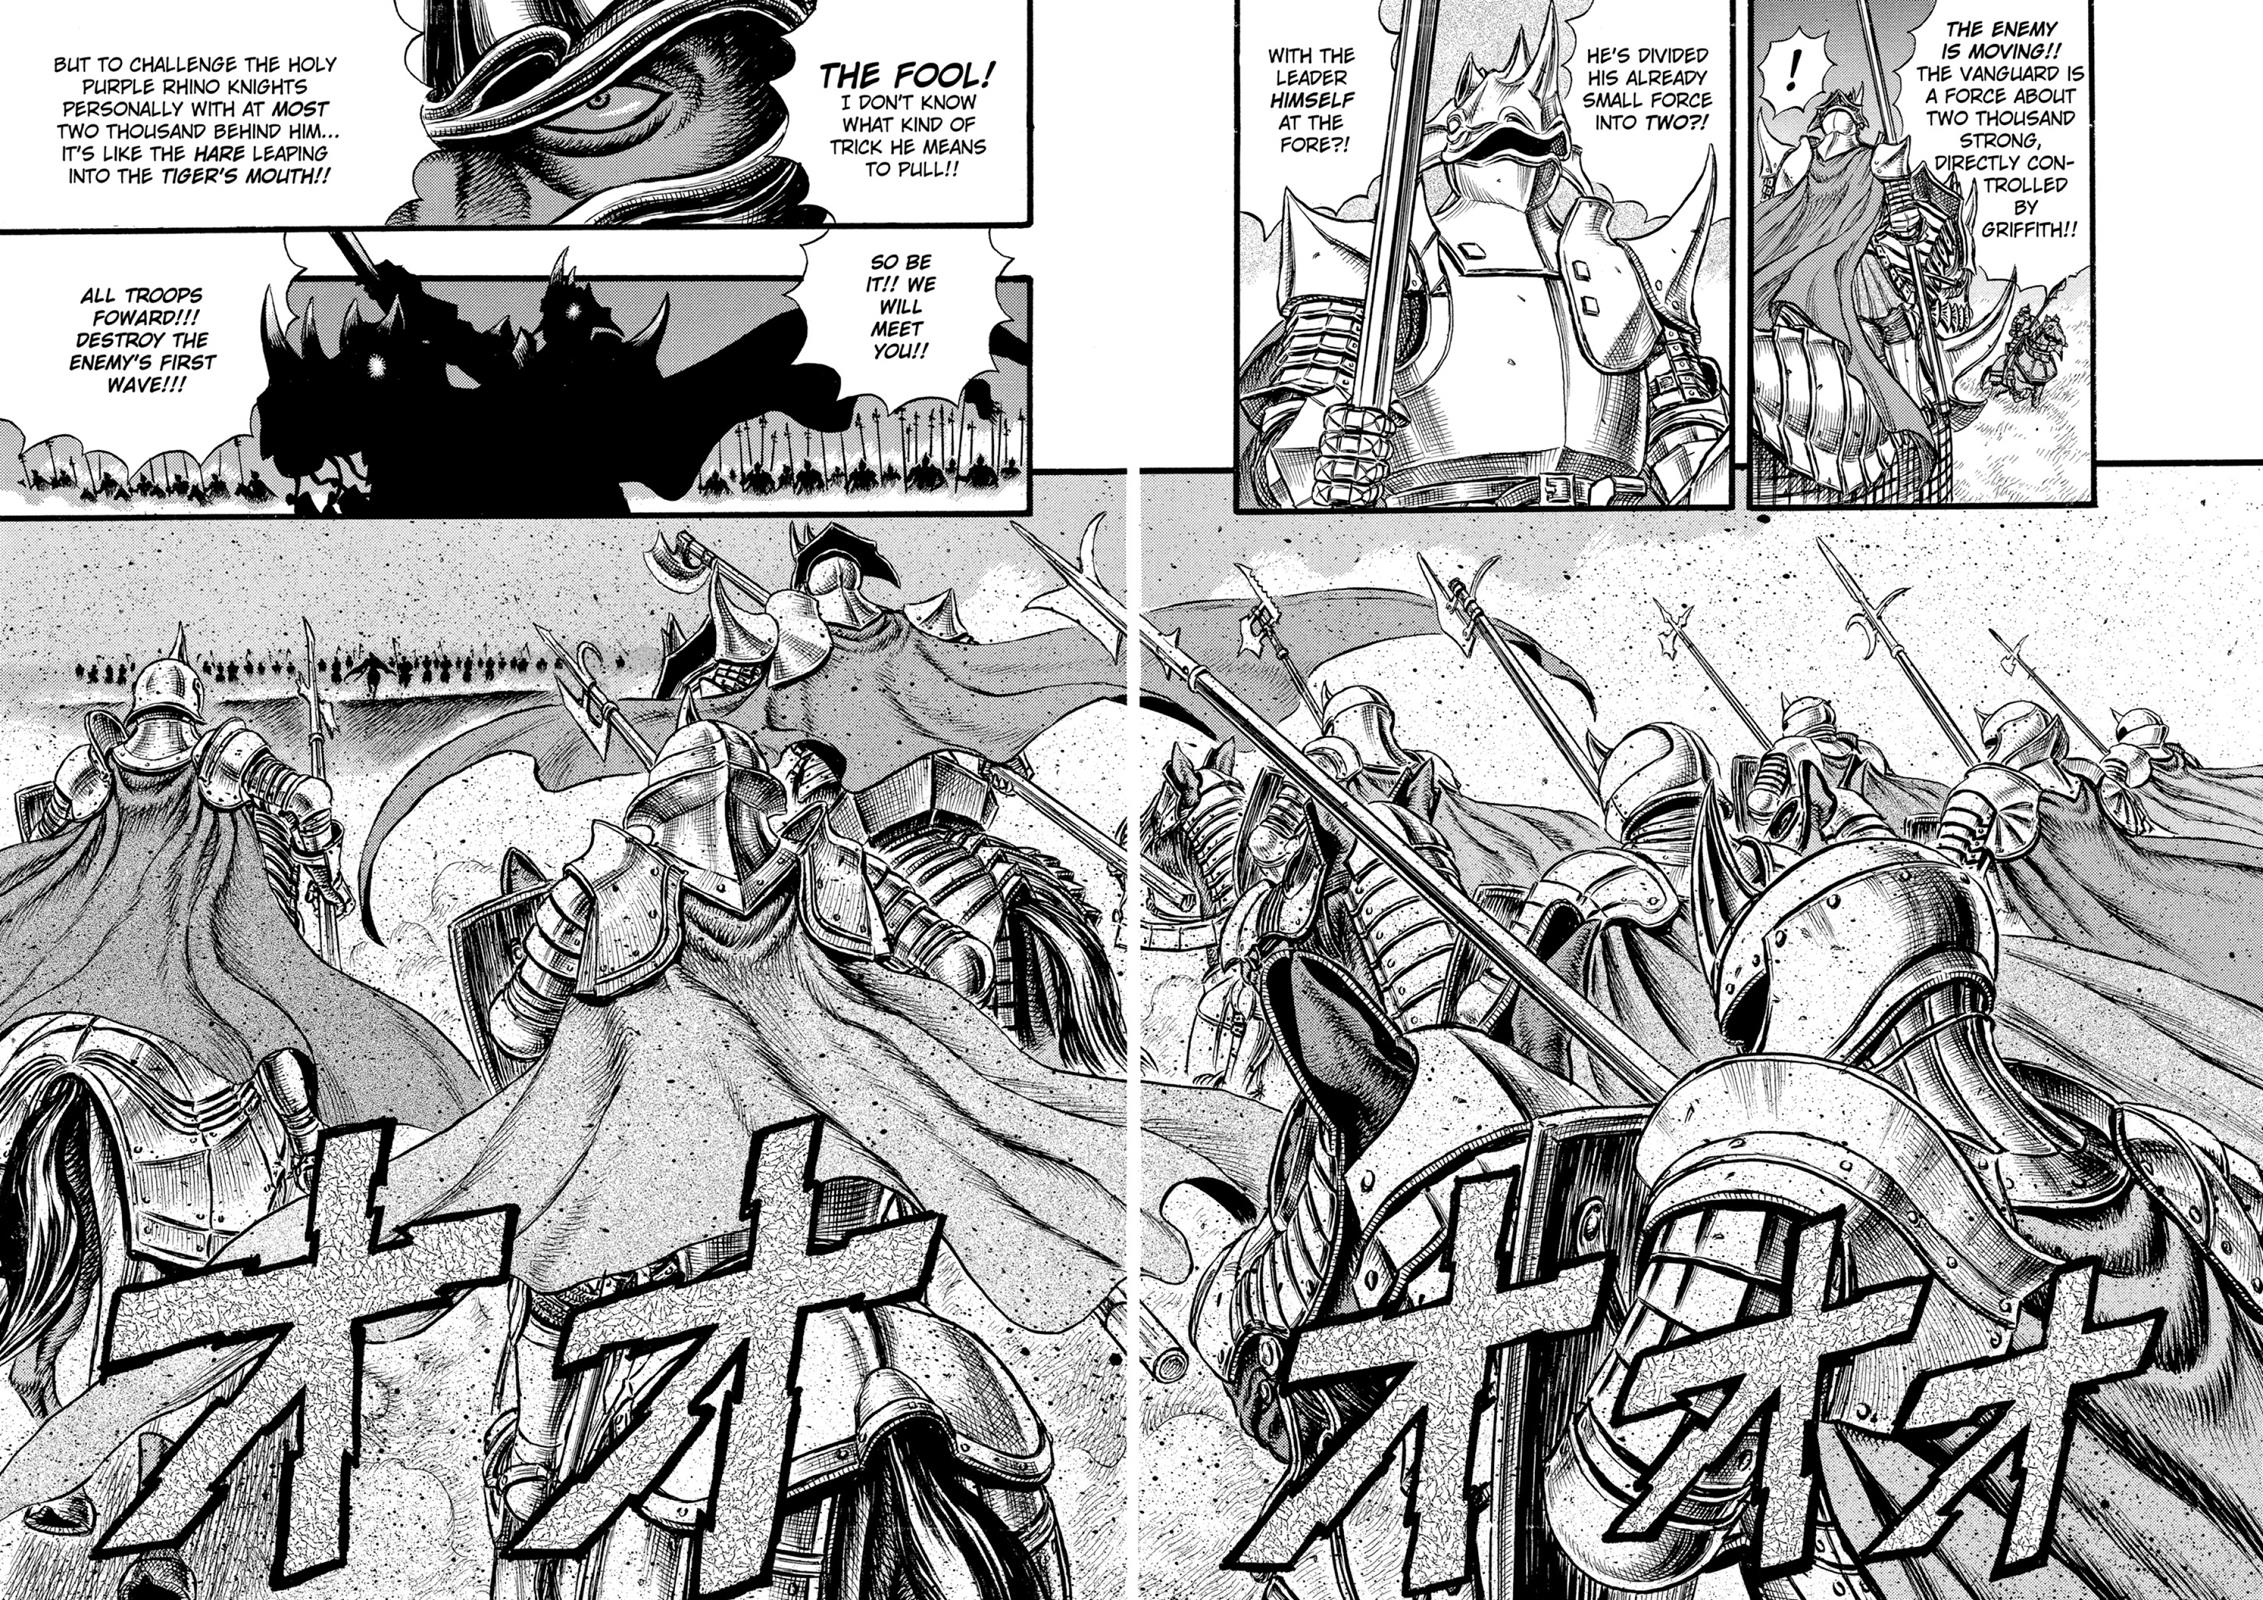 THE ENEMY
IS MOVING!!
THE VANGUARD IS
A FORCE ABOUT
TWO THOUSAND
STRONG,
DIRECTLY CON-
TROLLED
BY
GRIFFITH!!
!
HE'S DIVIDED
HIS ALREADY
SMALL FORCE
INTO TWO?!
WITH THE
LEADER
HIMSELF
AT THE
FORE?!
THE FOOL!
I DON'T KNOW
WHAT KIND OF
TRICK HE MEANS
TO PULL!!
BUT TO CHALLENGE THE HOLY
PURPLE RHINO KNIGHTS
PERSONALLY WITH AT MOST
TWO THOUSAND BEHIND HIM...
IT'S LIKE THE HARE LEAPING
INTO THE TIGER'S MOUTH!!
SO BE
IT!! WE
WILL
MEET
YOU!!
ALL TROOPS
FOWARD!!!
DESTROY THE
ENEMY'S FIRST
WAVE!!!
オオオオオ